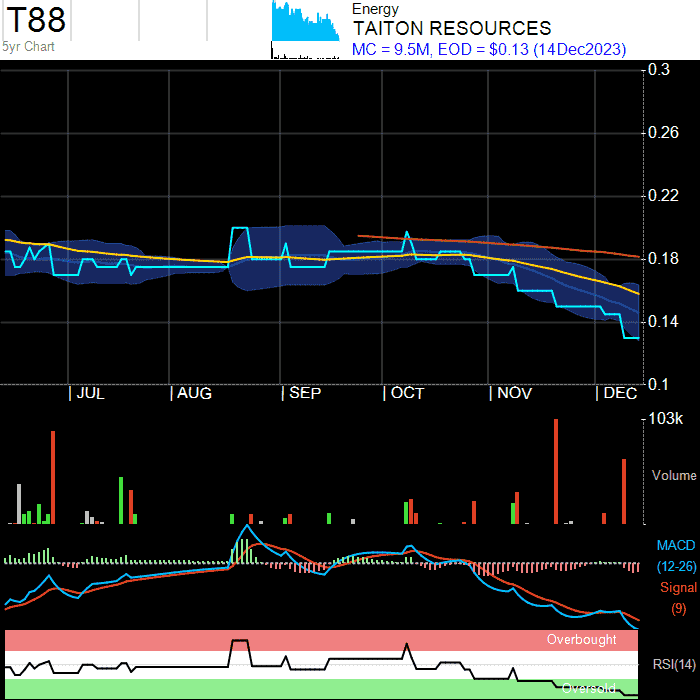 T88
5yr Chart
Energy
TAITON RESOURCES
MC = 9.5M, EOD = $0.13 (14Dec2023)
0.3
0.26
0.22
0.18
0.14
0.1
JUL AUG SEP OCT NOV DEC
103k
Volume
MACD
(12-26)
Signal
(9)
Overbought
RSI(14)
Oversold